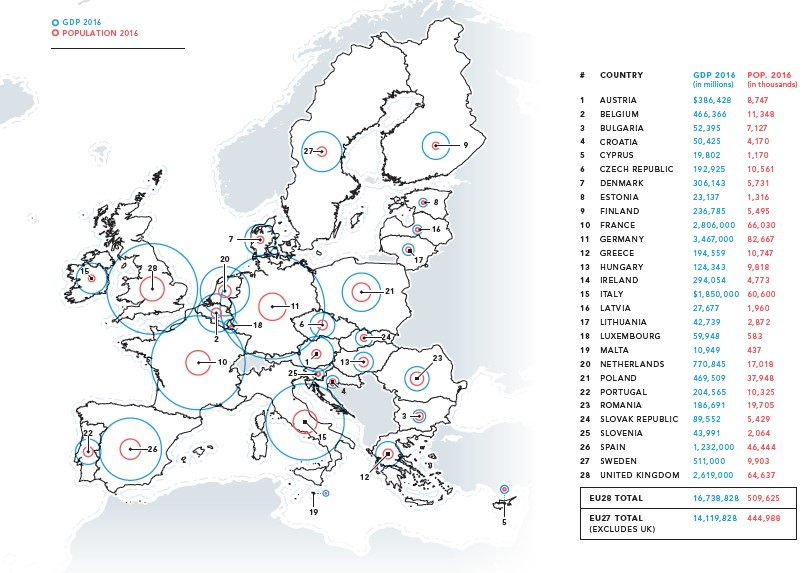 GDP 2016
POPULATION 2016
# COUNTRY GDP 2016 (in millions) POP. 2016 (in thousands)
1 AUSTRIA $386,428 8,747
2 BELGIUM 466,366 11,348
3 BULGARIA 52,395 7,127
4 CROATIA 50,425 4,170
5 CYPRUS 19,802 1,170
6 CZECH REPUBLIC 192,925 10,561
7 DENMARK 306,143 5,731
8 ESTONIA 23,137 1,316
9 FINLAND 236,785 5,495
10 FRANCE 2,806,000 66,030
11 GERMANY 3,467,000 82,667
12 GREECE 194,559 10,747
13 HUNGARY 124,343 9,818
14 IRELAND 294,054 4,773
15 ITALY $1,850,000 60,600
16 LATVIA 27,677 1,960
17 LITHUANIA 42,739 2,872
18 LUXEMBOURG 59,948 583
19 MALTA 10,949 437
20 NETHERLANDS 770,845 17,018
21 POLAND 469,509 37,948
22 PORTUGAL 204,565 10,325
23 ROMANIA 186,691 19,705
24 SLOVAK REPUBLIC 89,552 5,429
25 SLOVENIA 43,991 2,064
26 SPAIN 1,232,000 46,444
27 SWEDEN 511,000 9,903
28 UNITED KINGDOM 2,619,000 64,637
EU28 TOTAL 16,738,828 509,625
EU27 TOTAL 14,119,828 444,988
(EXCLUDES UK)
27
9
8
16
17
7
20
28
15
11
21
2
18
6
24
10
1
13
23
25
4
3
15
22
26
12
19
5